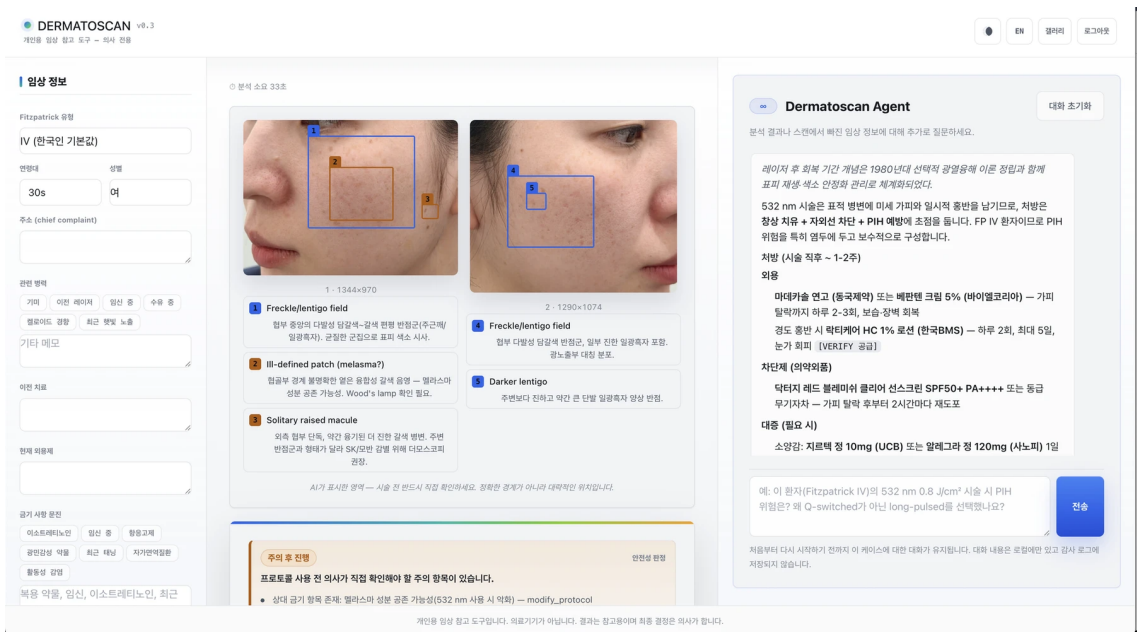 DERMATOSCAN v0.3
개인용 임상 참고 도구 — 의사 전용
EN
갤러리
로그아웃
임상 정보
Fitzpatrick 유형
IV (한국인 기본값)
연령대
성별
30s
여
주소 (chief complaint)
관련 병력
기미
이전 레이저
임신 중
수유 중
켈로이드 경향
최근 햇빛 노출
기타 메모
이전 치료
현재 외용제
금기 사항 문진
이소트레티노인
임신 중
항응고제
광민감성 약물
최근 태닝
자가면역질환
활동성 감염
복용 약물, 임신, 이소트레티노인, 최근
분석 소요 33초
1
2
3
1 · 1344×970
1 Freckle/lentigo field
협부 중앙의 다발성 담갈색~갈색 편평 반점군(주근깨/
일광흑자). 균질한 군집으로 표피 색소 시사.
2 Ill-defined patch (melasma?)
협골부 경계 불명확한 옅은 융합성 갈색 음영 — 멜라스마
성분 공존 가능성. Wood's lamp 확인 필요.
3 Solitary raised macule
외측 협부 단독, 약간 융기된 더 진한 갈색 병변. 주변
반점군과 형태가 달라 SK/모반 감별 위해 더모스코피
권장.
4
5
2 · 1290×1074
4 Freckle/lentigo field
협부 다발성 담갈색 반점군, 일부 진한 일광흑자 포함.
광노출부 대칭 분포.
5 Darker lentigo
주변보다 진하고 약간 큰 단발 일광흑자 양상 반점.
AI가 표시한 영역 — 시술 전 반드시 직접 확인하세요. 정확한 경계가 아니라 대략적인 위치입니다.
주의 후 진행
안전성 판정
프로토콜 사용 전 의사가 직접 확인해야 할 주의 항목이 있습니다.
• 상대 금기 항목 존재: 멜라스마 성분 공존 가능성(532 nm 사용 시 악화) — modify_protocol
∞ Dermatoscan Agent
대화 초기화
분석 결과나 스캔에서 빠진 임상 정보에 대해 추가로 질문하세요.
레이저 후 회복 기간 개념은 1980년대 선택적 광열융해 이론 정립과 함께
표피 재생·색소 안정화 관리로 체계화되었다.
532 nm 시술은 표적 병변에 미세 가피와 일시적 홍반을 남기므로, 처방은
창상 치유 + 자외선 차단 + PIH 예방에 초점을 둡니다. FP IV 환자이므로 PIH
위험을 특히 염두에 두고 보수적으로 구성합니다.
처방 (시술 직후 ~ 1-2주)
외용
마데카솔 연고 (동국제약) 또는 베판텐 크림 5% (바이엘코리아) — 가피
탈락까지 하루 2-3회, 보습·장벽 회복
경도 홍반 시 락티케어 HC 1% 로션 (한국BMS) — 하루 2회, 최대 5일,
눈가 회피 [VERIFY 공급]
차단제 (의약외품)
닥터지 레드 블레미쉬 클리어 선스크린 SPF50+ PA++++ 또는 동급
무기자차 — 가피 탈락 후부터 2시간마다 재도포
대증 (필요 시)
소양감: 지르텍 정 10mg (UCB) 또는 알레그라 정 120mg (사노피) 1일
예: 이 환자(Fitzpatrick IV)의 532 nm 0.8 J/cm² 시술 시 PIH
위험은? 왜 Q-switched가 아닌 long-pulsed를 선택했나요?
전송
처음부터 다시 시작하기 전까지 이 케이스에 대한 대화가 유지됩니다. 대화 내용은 로컬에만 있고 감사 로그에
저장되지 않습니다.
개인용 임상 참고 도구입니다. 의료기기가 아닙니다. 결과는 참고용이며 최종 결정은 의사가 합니다.